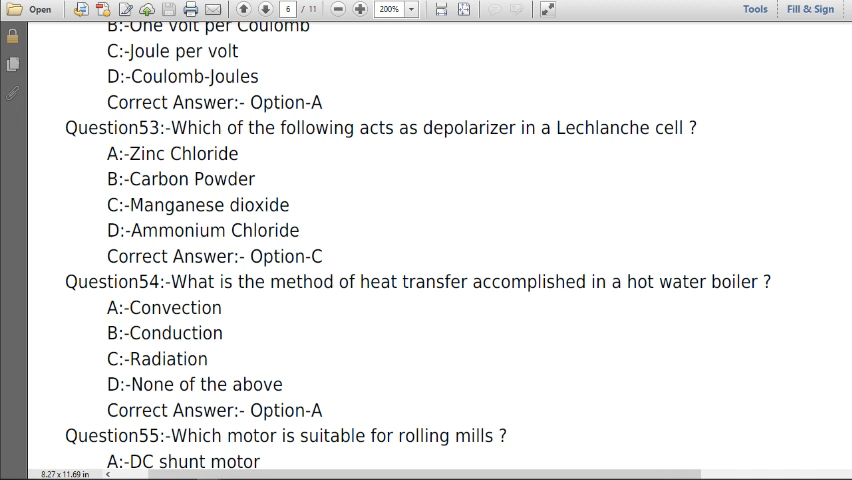 Open 6 / 11 200% Tools Fill & Sign
B:-One volt per Coulomb
C:-Joule per volt
D:-Coulomb-Joules
Correct Answer:- Option-A
Question53:-Which of the following acts as depolarizer in a Lechlanche cell ?
A:-Zinc Chloride
B:-Carbon Powder
C:-Manganese dioxide
D:-Ammonium Chloride
Correct Answer:- Option-C
Question54:-What is the method of heat transfer accomplished in a hot water boiler ?
A:-Convection
B:-Conduction
C:-Radiation
D:-None of the above
Correct Answer:- Option-A
Question55:-Which motor is suitable for rolling mills ?
A:-DC shunt motor
8.27 x 11.69 in